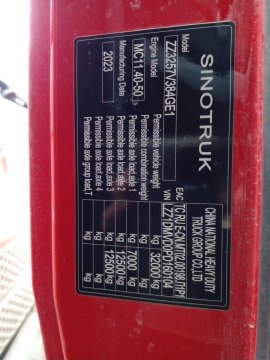 SINOTRUK
CHINA NATIONAL HEAVY DUTY
TRUCK GROUP CO.,LTD
ZZ3257V384GE1
EAC
VIN
Engine Model
MC11.40-50
Manufacturing Date
2023
Permissible vehicle weight
kg
Permissible combination weight
32000 kg
Permissible axle load, axle 1
7000 kg
Permissible axle load, axle 2
12500 kg
Permissible axle load, axle 3
12500 kg
Permissible axle load, axle 4
kg
Permissible axle group load, T
kg